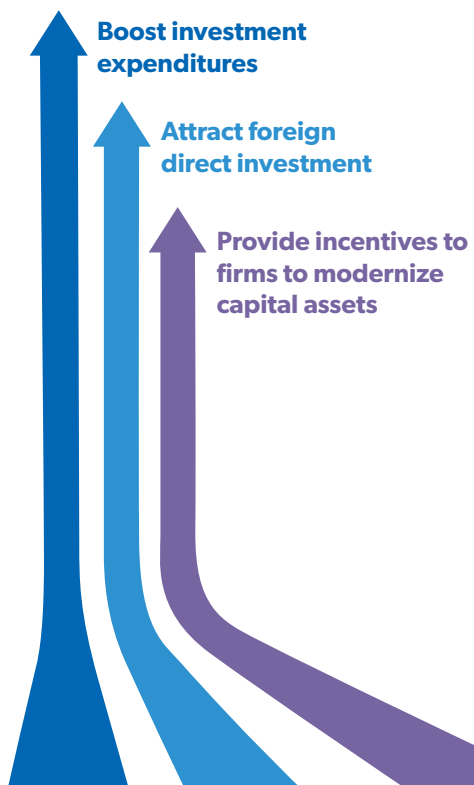 Boost investment
expenditures
Attract foreign
direct investment
Provide incentives to
firms to modernize
capital assets